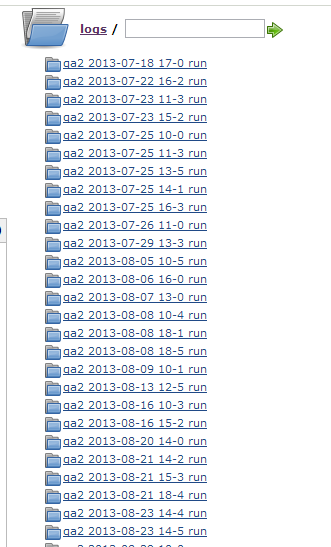 logs /
qa2 2013-07-18 17-0 run
qa2 2013-07-22 16-2 run
qa2 2013-07-23 11-3 run
qa2 2013-07-23 15-2 run
qa2 2013-07-25 10-0 run
qa2 2013-07-25 11-3 run
qa2 2013-07-25 13-5 run
qa2 2013-07-25 14-1 run
qa2 2013-07-25 16-3 run
qa2 2013-07-26 11-0 run
qa2 2013-07-29 13-3 run
qa2 2013-08-05 10-5 run
qa2 2013-08-06 16-0 run
qa2 2013-08-07 13-0 run
qa2 2013-08-08 10-4 run
qa2 2013-08-08 18-1 run
qa2 2013-08-08 18-5 run
qa2 2013-08-09 10-1 run
qa2 2013-08-13 12-5 run
qa2 2013-08-16 10-3 run
qa2 2013-08-16 15-2 run
qa2 2013-08-20 14-0 run
qa2 2013-08-21 14-2 run
qa2 2013-08-21 15-3 run
qa2 2013-08-21 18-4 run
qa2 2013-08-23 14-4 run
qa2 2013-08-23 14-5 run